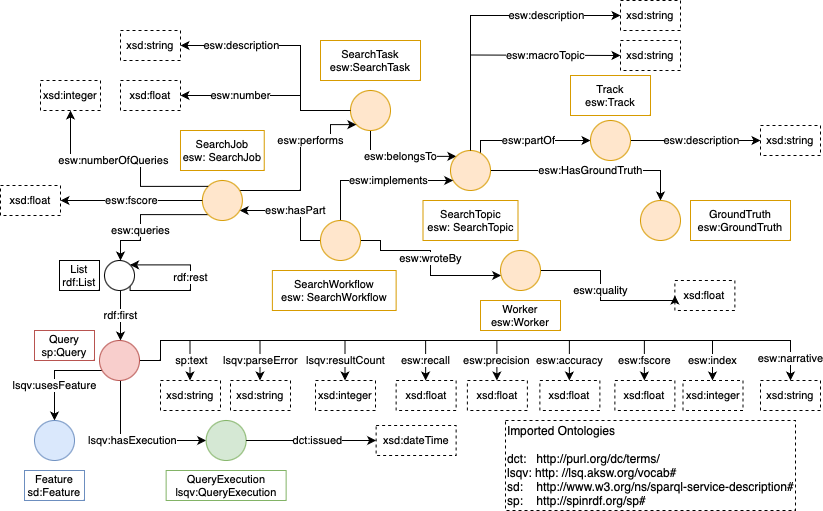 esw:description
xsd:string
xsd:string
esw:description
SearchTask
esw:SearchTask
esw:macroTopic
xsd:string
xsd:integer
xsd:float
esw:number
Track
esw:Track
SearchJob
esw: SearchJob
esw:performs
esw:partOf
esw:description
xsd:string
esw:numberOfQueries
esw:belongsTo
esw:HasGroundTruth
esw:implements
xsd:float
esw:fscore
esw:hasPart
SearchTopic
esw: SearchTopic
GroundTruth
esw:GroundTruth
esw:queries
esw:wroteBy
List
rdf:List
rdf:rest
SearchWorkflow
esw: SearchWorkflow
esw:quality
xsd:float
Worker
esw:Worker
rdf:first
Query
sp:Query
sp:text
lsqv:parseError
lsqv:resultCount
esw:recall
esw:precision
esw:accuracy
esw:fscore
esw:index
esw:narrative
lsqv:usesFeature
xsd:string
xsd:string
xsd:integer
xsd:float
xsd:float
xsd:float
xsd:float
xsd:integer
xsd:string
lsqv:hasExecution
dct:issued
xsd:dateTime
Feature
sd:Feature
QueryExecution
lsqv:QueryExecution
Imported Ontologies
dct: http://purl.org/dc/terms/
lsqv: http: //lsq.aksw.org/vocab#
sd: http://www.w3.org/ns/sparql-service-description#
sp: http://spinrdf.org/sp#